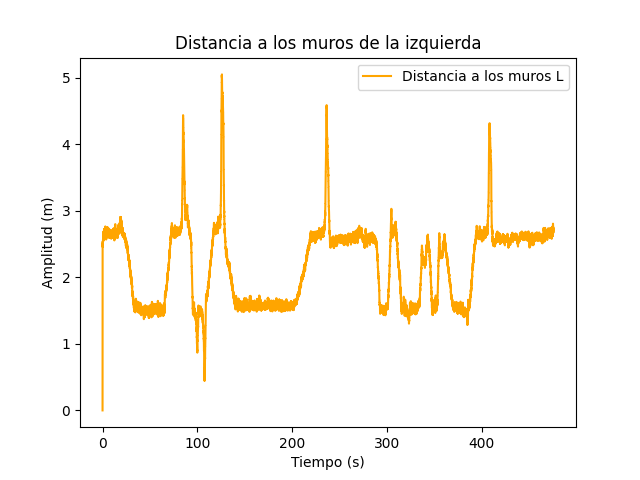 Distancia a los muros de la izquierda
Distancia a los muros L
Amplitud (m)
5
4
3
2
1
0
0 100 200 300 400
Tiempo (s)